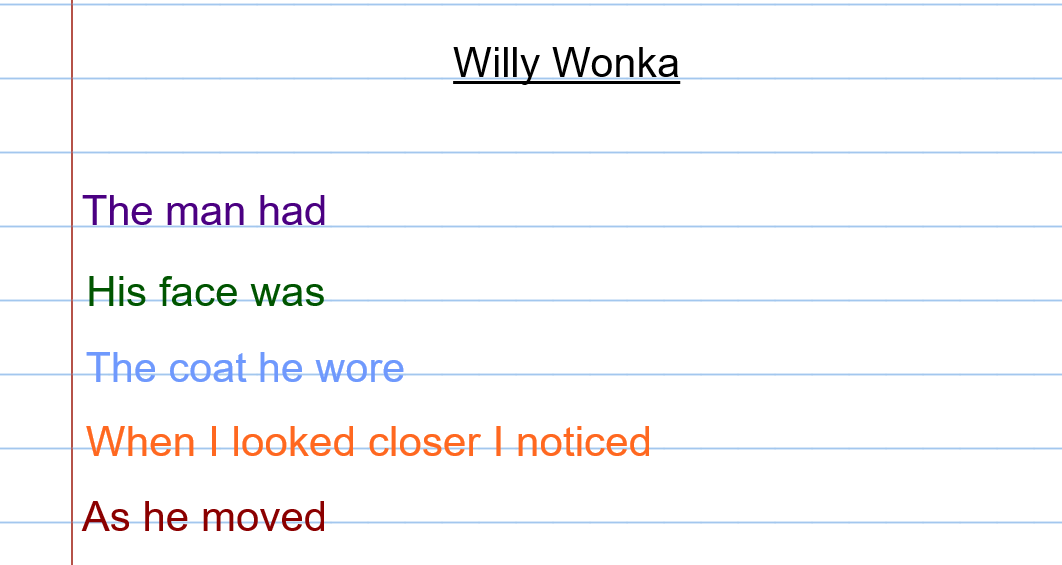 Willy Wonka
The man had
His face was
The coat he wore
When I looked closer I noticed
As he moved